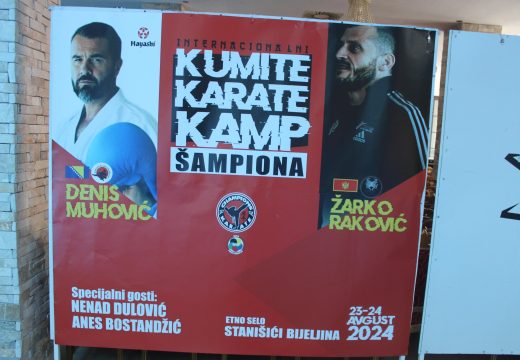 Hayashi
INTERNACIONALNI
KUMITE
KARATE
KAMP
ŠAMPIONA
DENIS
MUHOVIĆ
ŽARKO
RAKOVIĆ
CHAMPIONS
Specijalni gosti:
NENAD DULOVIĆ
ANES BOSTANDŽIĆ
ETNO SELO
STANIŠIĆI BIJELJINA
23-24
AVGUST
2024